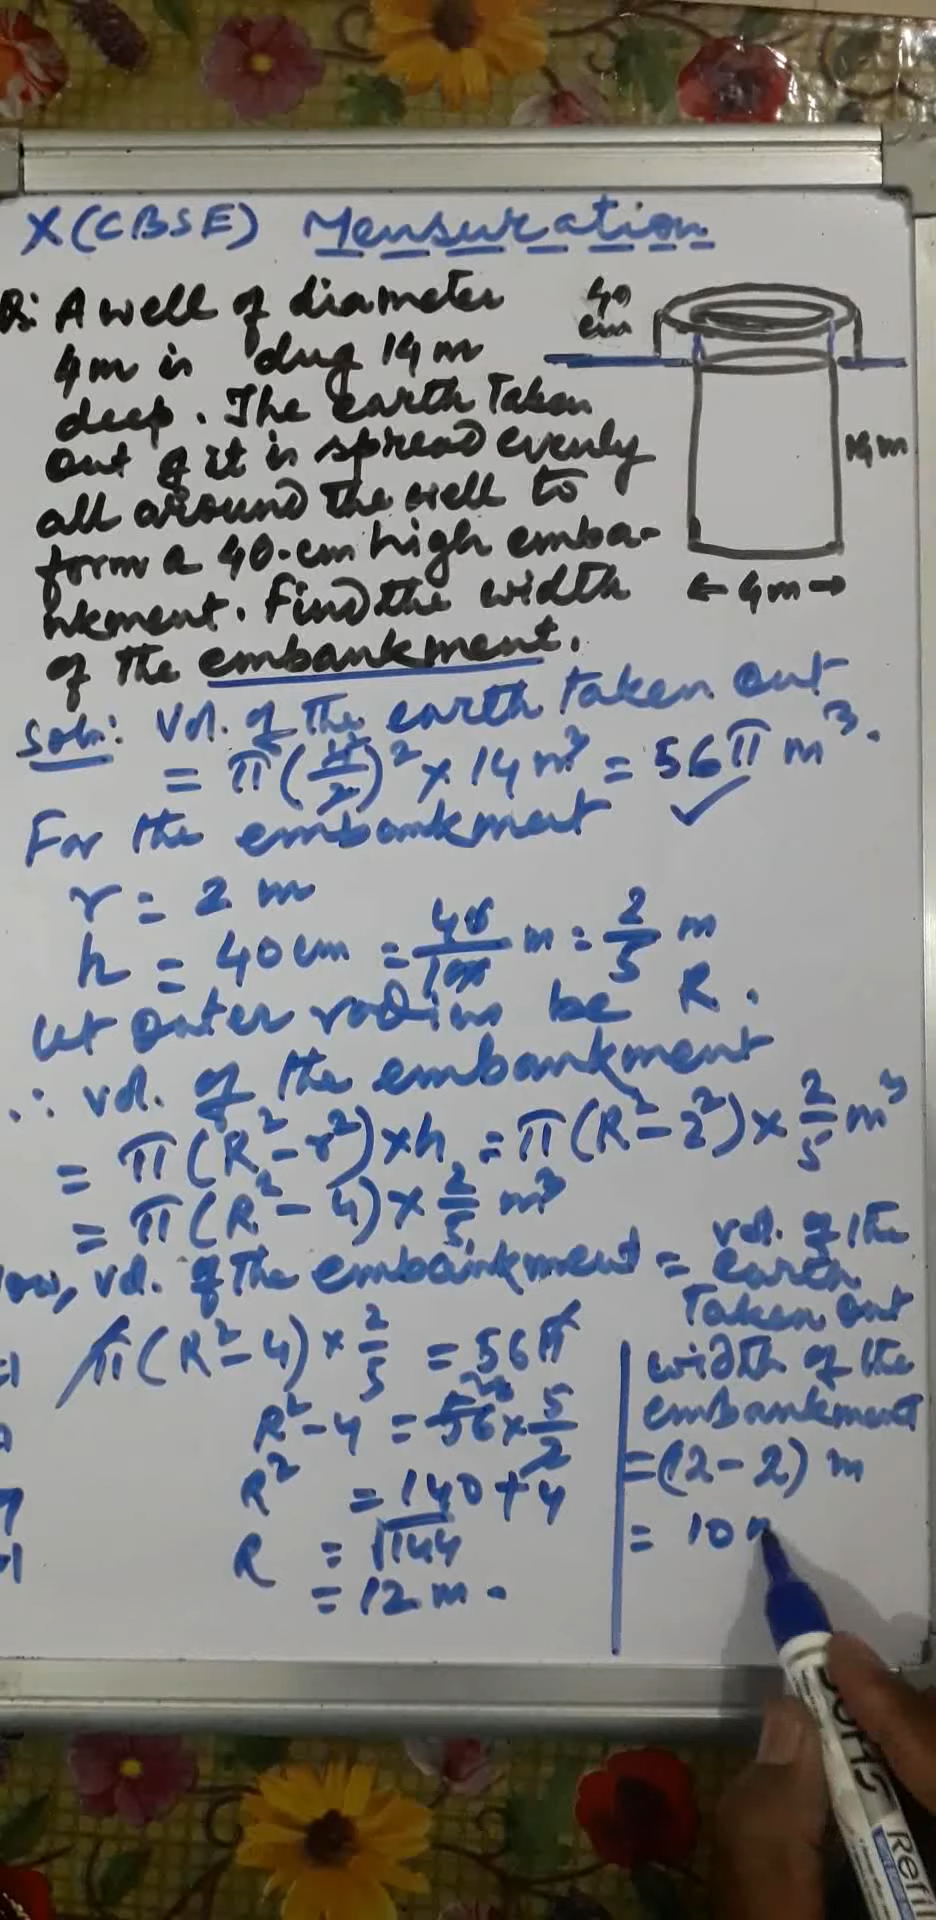 X (CBSE) Mensuration
Q: A well of diameter
4m is dug 14m
deep. The earth taken
out of it is spread evenly
all around the well to
form a 40-cm high emba-
nkment. Find the width
of the embankment.
40
cm
14 m
← 4m →
Soln: Vol. of the earth taken out
= π(4/2)² × 14 m³ = 56 π m³.
For the embankment
r = 2 m
h = 40 cm = 40/100 m = 2/5 m
let outer radius be R.
∴ vol. of the embankment
= π(R² - r²) × h = π(R² - 2²) × 2/5 m³
= π(R² - 4) × 2/5 m³
ow, vol. of the embankment = vol. of the
earth
taken out
π(R² - 4) × 2/5 = 56 π
R² - 4 = 56 × 5/2
R² = 140 + 4
R = √144
= 12 m.
width of the
embankment
= (12 - 2) m
= 10
Refil